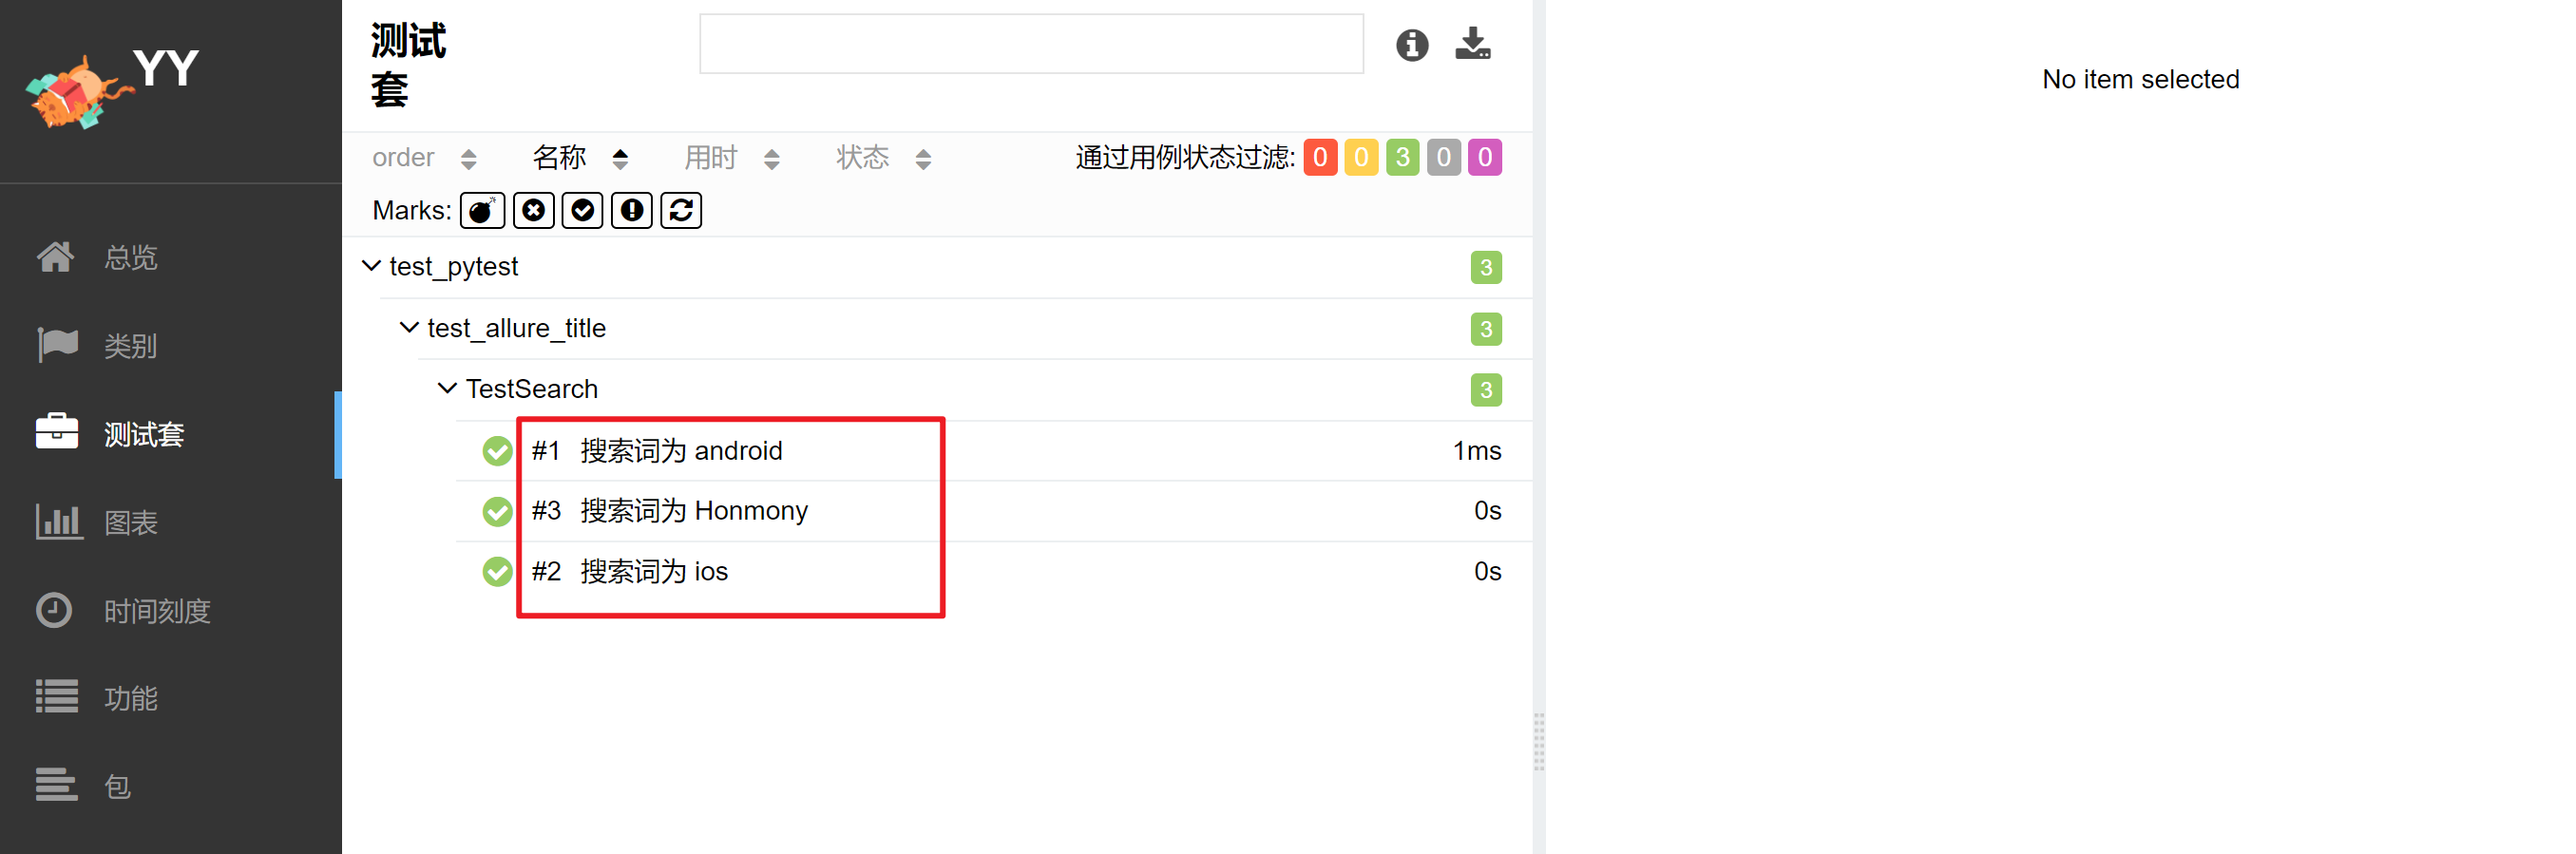 YY
总览
类别
测试套
图表
时间刻度
功能
包
测试
套
order 名称 用时 状态 通过用例状态过滤: 0 0 3 0 0
Marks:
test_pytest 3
test_allure_title 3
TestSearch 3
#1 搜索词为 android 1ms
#3 搜索词为 Honmony 0s
#2 搜索词为 ios 0s
No item selected